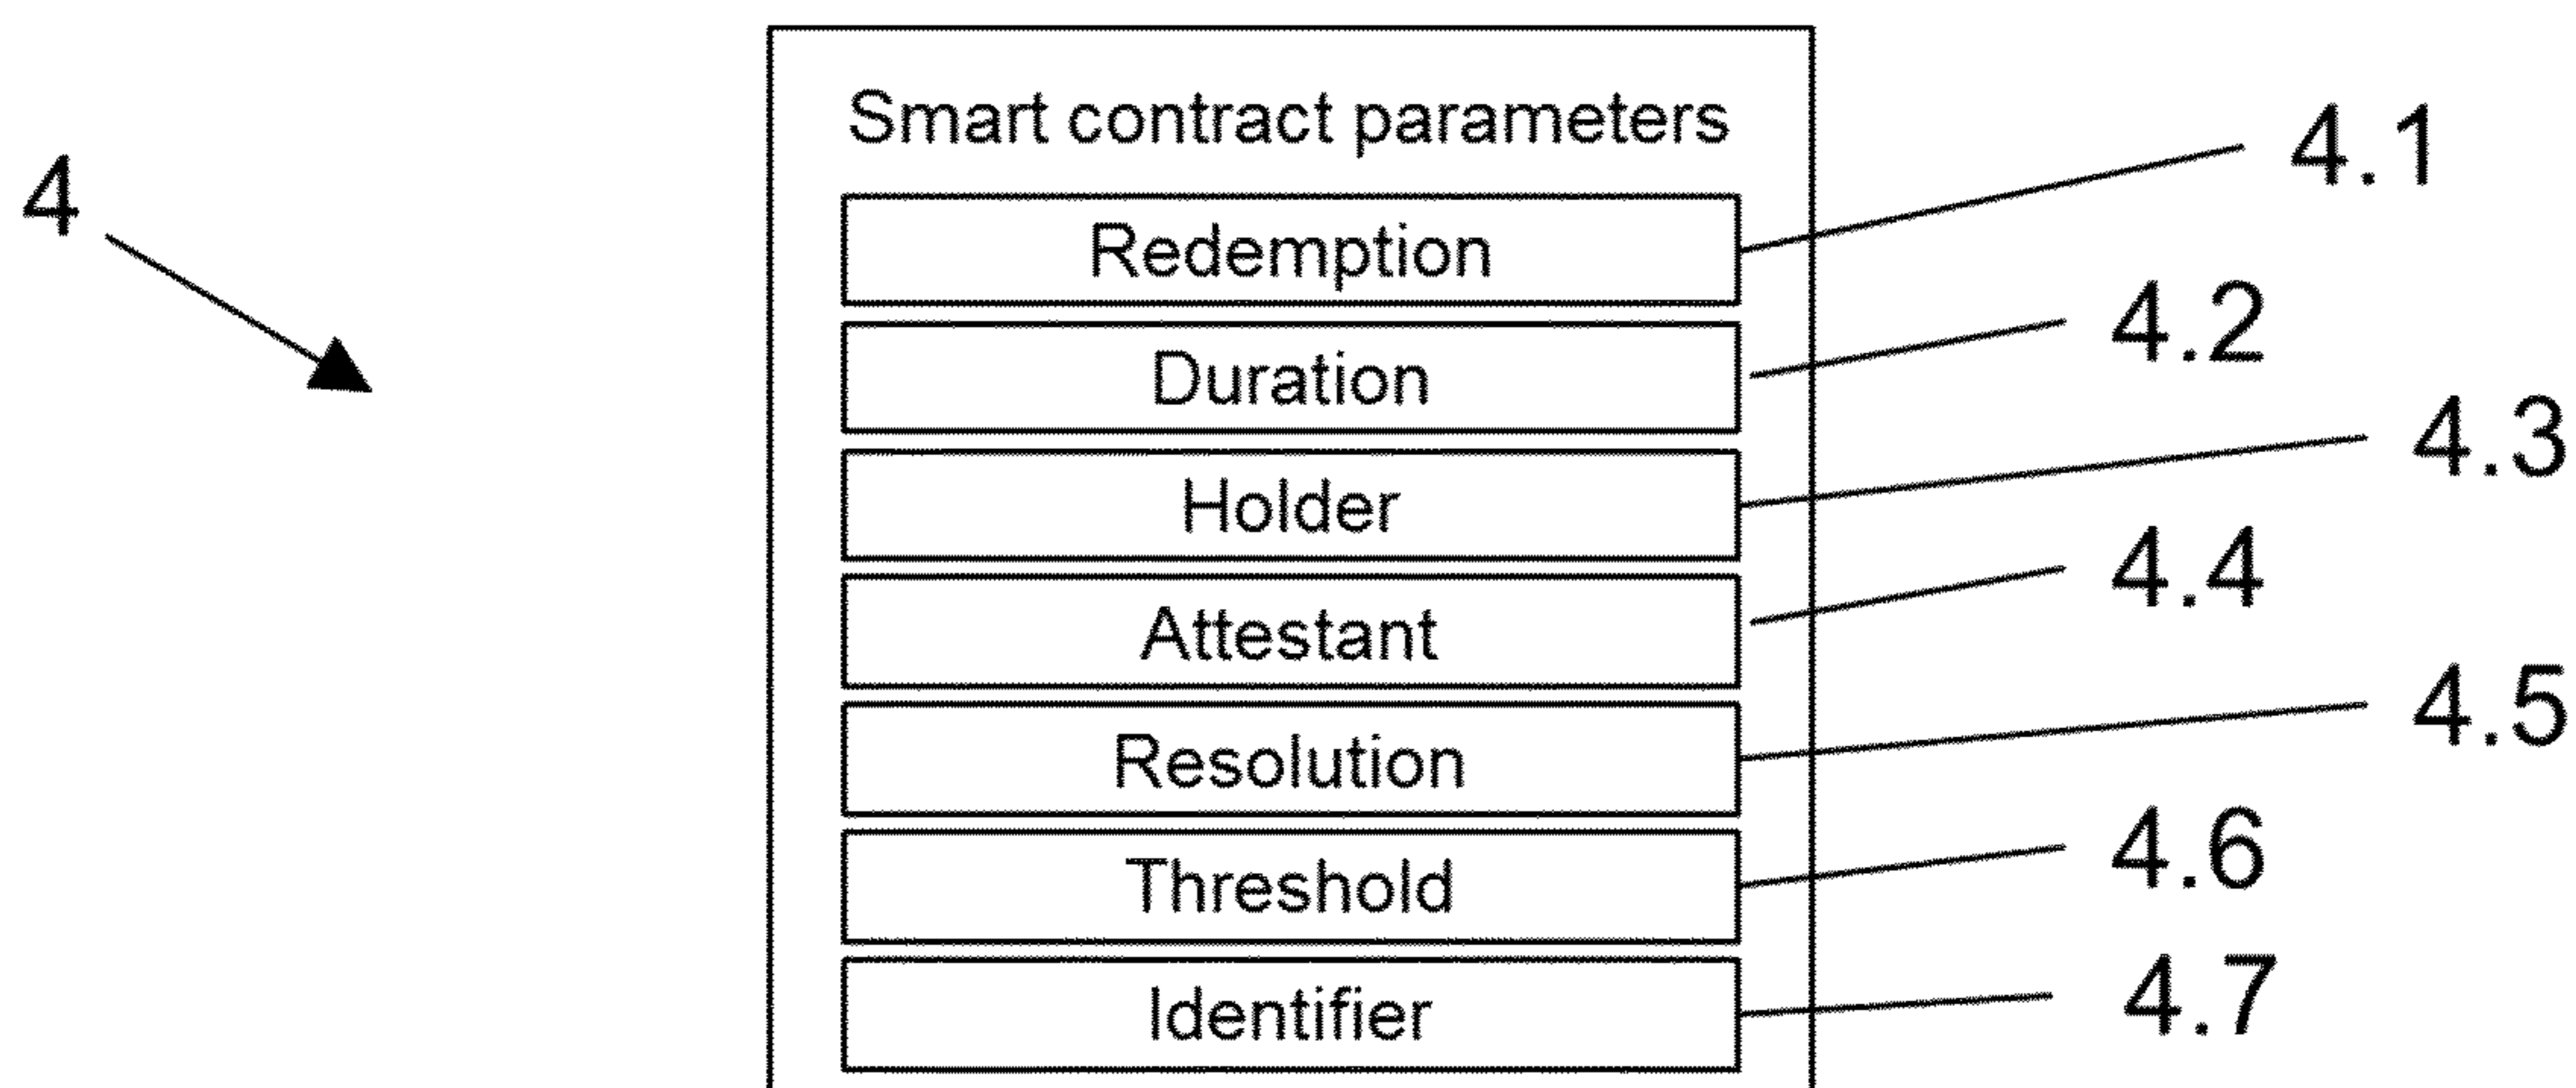 Smart contract parameters
4
Redemption
4.1
Duration
4.2
Holder
4.3
Attestant
4.4
Resolution
4.5
Threshold
4.6
Identifier
4.7